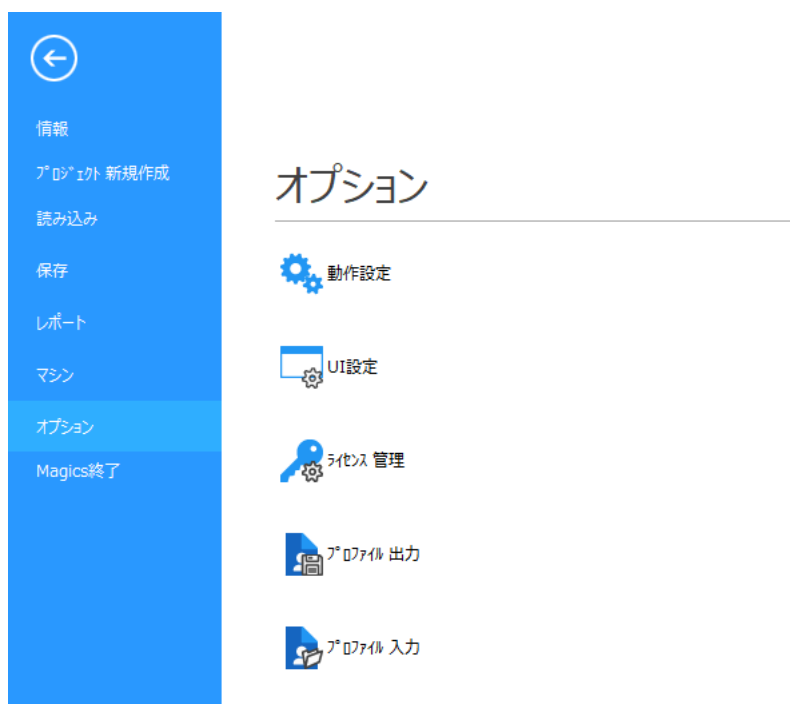 情報
ﾌﾟﾛｼﾞｪｸﾄ 新規作成
読み込み
保存
レポート
マシン
オプション
Magics終了
オプション
動作設定
UI設定
ﾗｲｾﾝｽ 管理
ﾌﾟﾛﾌｧｲﾙ 出力
ﾌﾟﾛﾌｧｲﾙ 入力